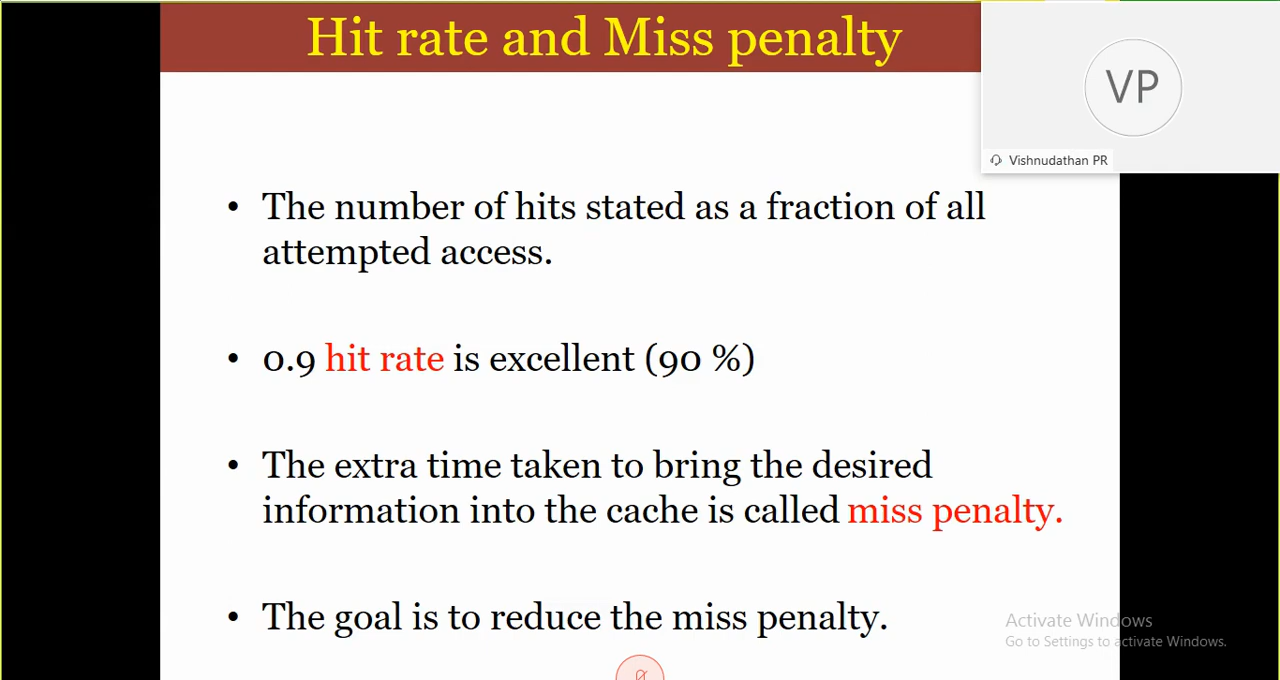 Hit rate and Miss penalty
VP
Vishnudathan PR
• The number of hits stated as a fraction of all
attempted access.
• 0.9 hit rate is excellent (90 %)
• The extra time taken to bring the desired
information into the cache is called miss penalty.
• The goal is to reduce the miss penalty.
Activate Windows
Go to Settings to activate Windows.